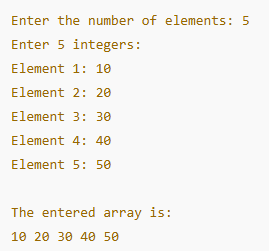 Enter the number of elements: 5
Enter 5 integers:
Element 1: 10
Element 2: 20
Element 3: 30
Element 4: 40
Element 5: 50
The entered array is:
10 20 30 40 50